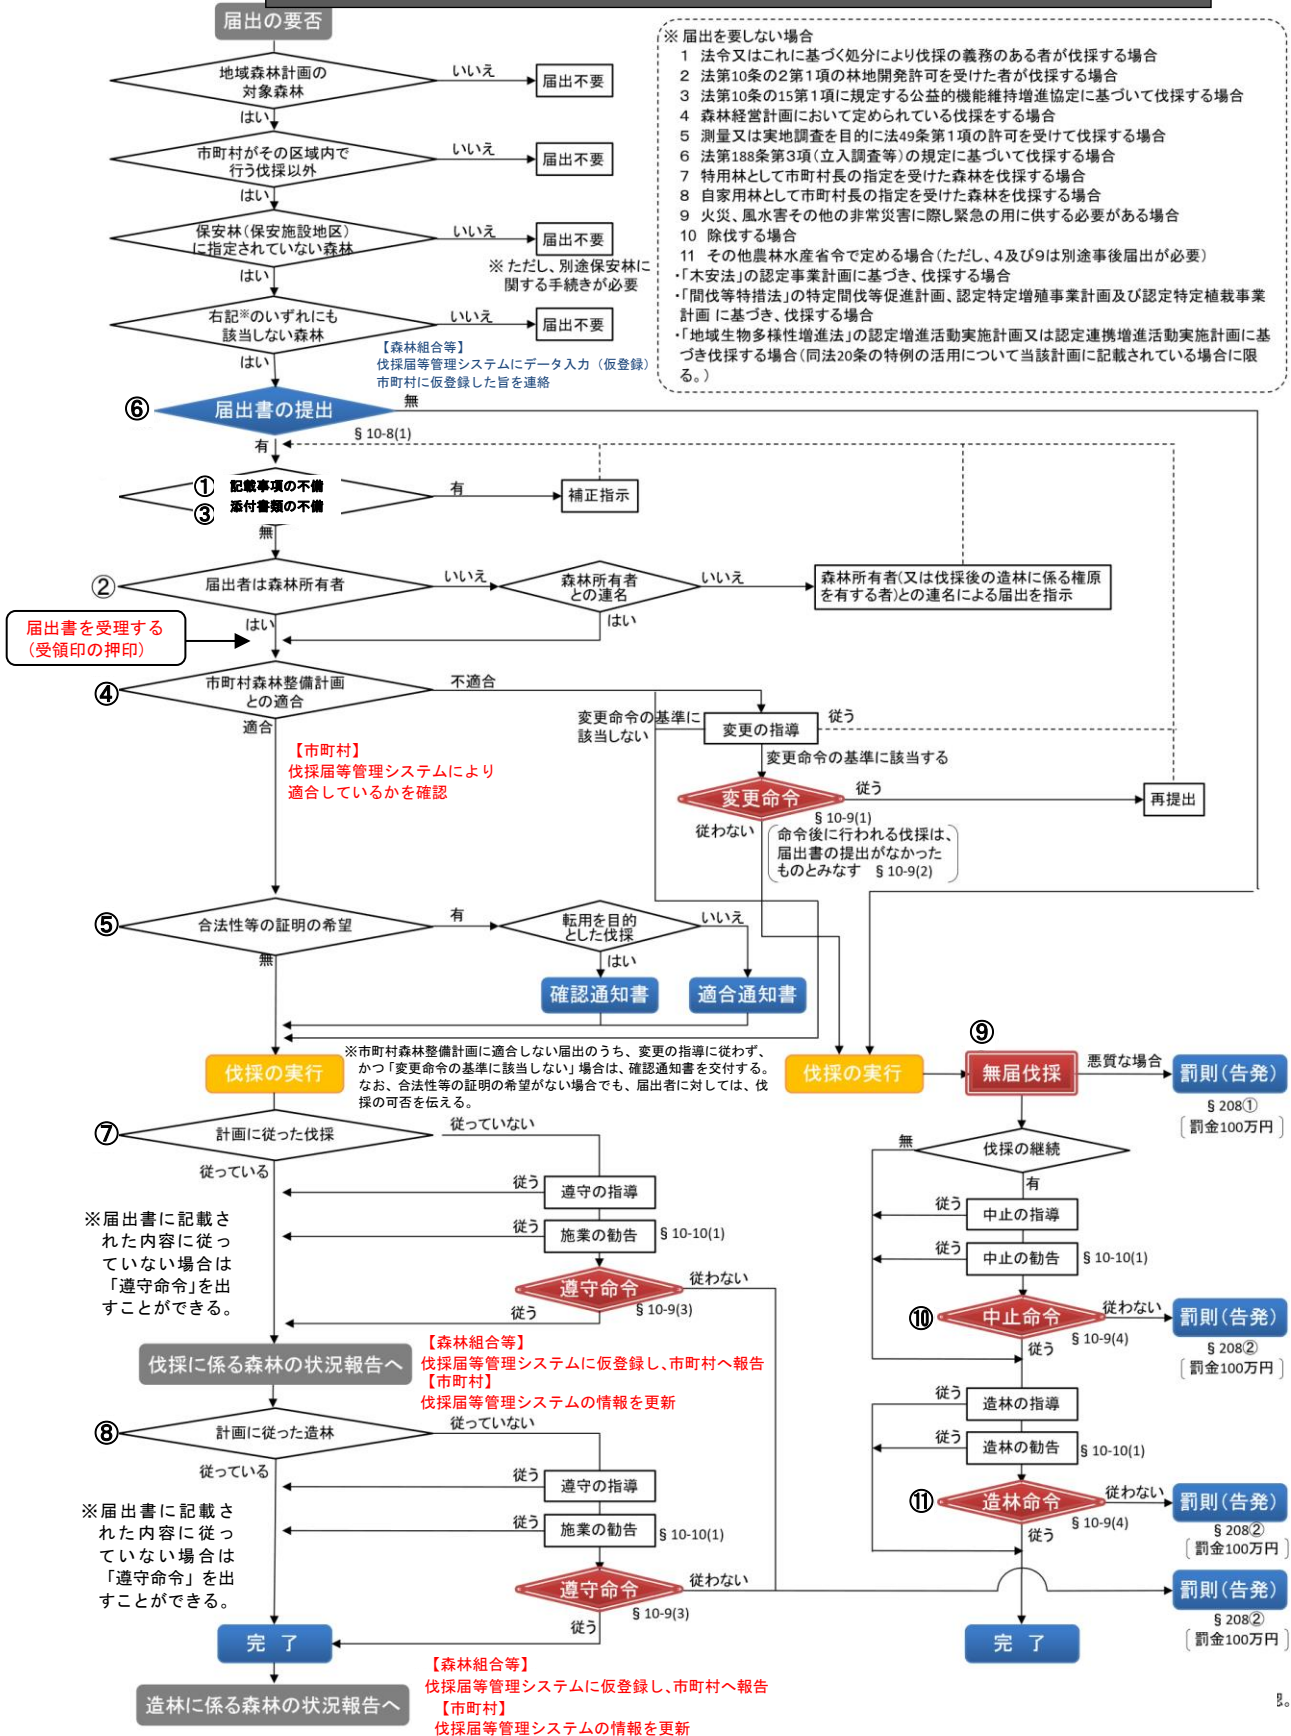 届出の要否
※ 届出を要しない場合
1 法令又はこれに基づく処分により伐採の義務のある者が伐採する場合
2 法第10条の2第1項の林地開発許可を受けた者が伐採する場合
3 法第10条の15第1項に規定する公益的機能維持増進協定に基づいて伐採する場合
4 森林経営計画において定められている伐採をする場合
5 測量又は実地調査を目的に法49条第1項の許可を受けて伐採する場合
6 法第188条第3項(立入調査等)の規定に基づいて伐採する場合
7 特用林として市町村長の指定を受けた森林を伐採する場合
8 自家用林として市町村長の指定を受けた森林を伐採する場合
9 火災、風水害その他の非常災害に際し緊急の用に供する必要がある場合
10 除伐する場合
11 その他農林水産省令で定める場合(ただし、4及び9は別途事後届出が必要)
・「木安法」の認定事業計画に基づき、伐採する場合
・「間伐等特措法」の特定間伐等促進計画、認定特定増殖事業計画及び認定特定植栽事業
計画 に基づき、伐採する場合
・「地域生物多様性増進法」の認定増進活動実施計画又は認定連携増進活動実施計画に基
づき伐採する場合(同法20条の特例の活用について当該計画に記載されている場合に限
る。)
地域森林計画の
対象森林
いいえ
届出不要
はい
市町村がその区域内で
行う伐採以外
いいえ
届出不要
はい
保安林(保安施設地区)
に指定されていない森林
いいえ
届出不要
※ ただし、別途保安林に
関する手続きが必要
はい
右記※のいずれにも
該当しない森林
いいえ
届出不要
はい
【森林組合等】
伐採届等管理システムにデータ入力（仮登録）
市町村に仮登録した旨を連絡
⑥ 届出書の提出
無
有
§ 10-8(1)
① 記載事項の不備
③ 添付書類の不備
有
補正指示
無
② 届出者は森林所有者
いいえ
森林所有者
との連名
いいえ
森林所有者(又は伐採後の造林に係る権原
を有する者)との連名による届出を指示
はい
はい
届出書を受理する
（受領印の押印）
④ 市町村森林整備計画
との適合
不適合
適合
変更命令の基準に
該当しない
変更の指導
従う
変更命令の基準に該当する
【市町村】
伐採届等管理システムにより
適合しているかを確認
変更命令
従う
再提出
§ 10-9(1)
従わない
命令後に行われる伐採は、
届出書の提出がなかった
ものとみなす § 10-9(2)
⑤ 合法性等の証明の希望
有
転用を目的
とした伐採
いいえ
無
はい
確認通知書
適合通知書
※市町村森林整備計画に適合しない届出のうち、変更の指導に従わず、
かつ「変更命令の基準に該当しない」場合は、確認通知書を交付する。
なお、合法性等の証明の希望がない場合でも、届出者に対しては、伐
採の可否を伝える。
伐採の実行
伐採の実行
⑨
無届伐採
悪質な場合
罰則(告発)
§ 208①
罰金100万円
⑦ 計画に従った伐採
従っていない
従っている
従う
遵守の指導
従う
施業の勧告
§ 10-10(1)
遵守命令
従わない
§ 10-9(3)
従う
※届出書に記載さ
れた内容に従っ
ていない場合は
「遵守命令」を出
すことができる。
伐採の継続
無
有
従う
中止の指導
従う
中止の勧告
§ 10-10(1)
⑩ 中止命令
従わない
罰則(告発)
§ 10-9(4)
従う
§ 208②
罰金100万円
伐採に係る森林の状況報告へ
【森林組合等】
伐採届等管理システムに仮登録し、市町村へ報告
【市町村】
伐採届等管理システムの情報を更新
従う
造林の指導
従う
造林の勧告
§ 10-10(1)
⑪ 造林命令
従わない
罰則(告発)
§ 10-9(4)
従う
§ 208②
罰金100万円
⑧ 計画に従った造林
従っていない
従っている
従う
遵守の指導
従う
施業の勧告
§ 10-10(1)
遵守命令
従わない
§ 10-9(3)
従う
罰則(告発)
§ 208②
罰金100万円
※届出書に記載さ
れた内容に従っ
ていない場合は
「遵守命令」を出
すことができる。
完 了
完 了
【森林組合等】
伐採届等管理システムに仮登録し、市町村へ報告
【市町村】
伐採届等管理システムの情報を更新
造林に係る森林の状況報告へ